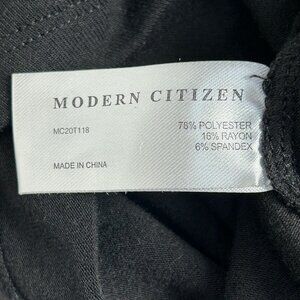 MODERN CITIZEN
MC20T118
78% POLYESTER
16% RAYON
6% SPANDEX
MADE IN CHINA